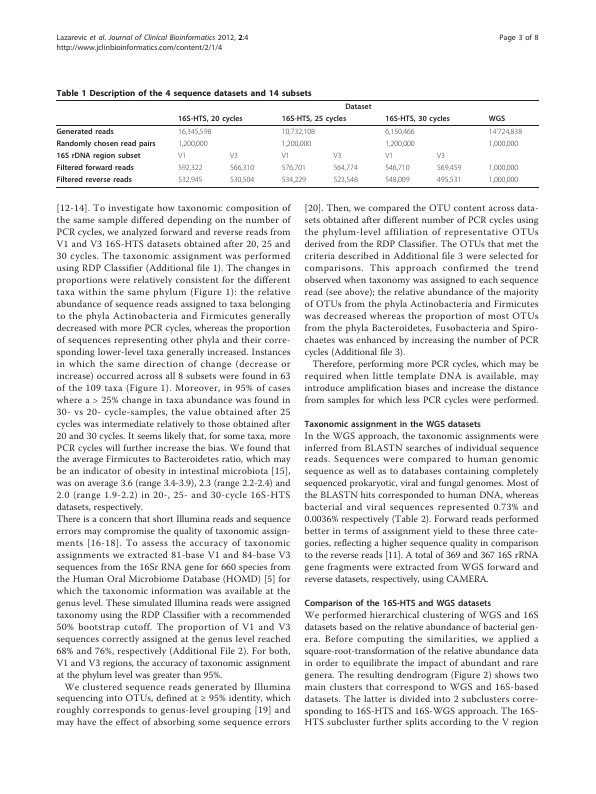 Lazarevic et al. Journal of Clinical Bioinformatics 2012, 2:4
http://www.jclinbioinformatics.com/content/2/1/4
Page 3 of 8
Table 1 Description of the 4 sequence datasets and 14 subsets
Dataset
16S-HTS, 20 cycles 16S-HTS, 25 cycles 16S-HTS, 30 cycles WGS
Generated reads 16,345,598 10,732,108 6,150,466 14'724,838
Randomly chosen read pairs 1,200,000 1,200,000 1,200,000 1,000,000
16S rDNA region subset V1 V3 V1 V3 V1 V3
Filtered forward reads 592,322 566,310 576,701 564,774 546,710 569,459 1,000,000
Filtered reverse reads 532,945 530,504 534,229 523,548 548,009 495,531 1,000,000
[12-14]. To investigate how taxonomic composition of
the same sample differed depending on the number of
PCR cycles, we analyzed forward and reverse reads from
V1 and V3 16S-HTS datasets obtained after 20, 25 and
30 cycles. The taxonomic assignment was performed
using RDP Classifier (Additional file 1). The changes in
proportions were relatively consistent for the different
taxa within the same phylum (Figure 1): the relative
abundance of sequence reads assigned to taxa belonging
to the phyla Actinobacteria and Firmicutes generally
decreased with more PCR cycles, whereas the proportion
of sequences representing other phyla and their corre-
sponding lower-level taxa generally increased. Instances
in which the same direction of change (decrease or
increase) occurred across all 8 subsets were found in 63
of the 109 taxa (Figure 1). Moreover, in 95% of cases
where a > 25% change in taxa abundance was found in
30- vs 20- cycle-samples, the value obtained after 25
cycles was intermediate relatively to those obtained after
20 and 30 cycles. It seems likely that, for some taxa, more
PCR cycles will further increase the bias. We found that
the average Firmicutes to Bacteroidetes ratio, which may
be an indicator of obesity in intestinal microbiota [15],
was on average 3.6 (range 3.4-3.9), 2.3 (range 2.2-2.4) and
2.0 (range 1.9-2.2) in 20-, 25- and 30-cycle 16S-HTS
datasets, respectively.
There is a concern that short Illumina reads and sequence
errors may compromise the quality of taxonomic assign-
ments [16-18]. To assess the accuracy of taxonomic
assignments we extracted 81-base V1 and 84-base V3
sequences from the 16Sr RNA gene for 660 species from
the Human Oral Microbiome Database (HOMD) [5] for
which the taxonomic information was available at the
genus level. These simulated Illumina reads were assigned
taxonomy using the RDP Classifier with a recommended
50% bootstrap cutoff. The proportion of V1 and V3
sequences correctly assigned at the genus level reached
68% and 76%, respectively (Additional File 2). For both,
V1 and V3 regions, the accuracy of taxonomic assignment
at the phylum level was greater than 95%.
We clustered sequence reads generated by Illumina
sequencing into OTUs, defined at ≥ 95% identity, which
roughly corresponds to genus-level grouping [19] and
may have the effect of absorbing some sequence errors
[20]. Then, we compared the OTU content across data-
sets obtained after different number of PCR cycles using
the phylum-level affiliation of representative OTUs
derived from the RDP Classifier. The OTUs that met the
criteria described in Additional file 3 were selected for
comparisons. This approach confirmed the trend
observed when taxonomy was assigned to each sequence
read (see above); the relative abundance of the majority
of OTUs from the phyla Actinobacteria and Firmicutes
was decreased whereas the proportion of most OTUs
from the phyla Bacteroidetes, Fusobacteria and Spiro-
chaetes was enhanced by increasing the number of PCR
cycles (Additional file 3).
Therefore, performing more PCR cycles, which may be
required when little template DNA is available, may
introduce amplification biases and increase the distance
from samples for which less PCR cycles were performed.
Taxonomic assignment in the WGS datasets
In the WGS approach, the taxonomic assignments were
inferred from BLASTN searches of individual sequence
reads. Sequences were compared to human genomic
sequence as well as to databases containing completely
sequenced prokaryotic, viral and fungal genomes. Most of
the BLASTN hits corresponded to human DNA, whereas
bacterial and viral sequences represented 0.73% and
0.0036% respectively (Table 2). Forward reads performed
better in terms of assignment yield to these three cate-
gories, reflecting a higher sequence quality in comparison
to the reverse reads [11]. A total of 369 and 367 16S rRNA
gene fragments were extracted from WGS forward and
reverse datasets, respectively, using CAMERA.
Comparison of the 16S-HTS and WGS datasets
We performed hierarchical clustering of WGS and 16S
datasets based on the relative abundance of bacterial gen-
era. Before computing the similarities, we applied a
square-root-transformation of the relative abundance data
in order to equilibrate the impact of abundant and rare
genera. The resulting dendrogram (Figure 2) shows two
main clusters that correspond to WGS and 16S-based
datasets. The latter is divided into 2 subclusters corre-
sponding to 16S-HTS and 16S-WGS approach. The 16S-
HTS subcluster further splits according to the V region